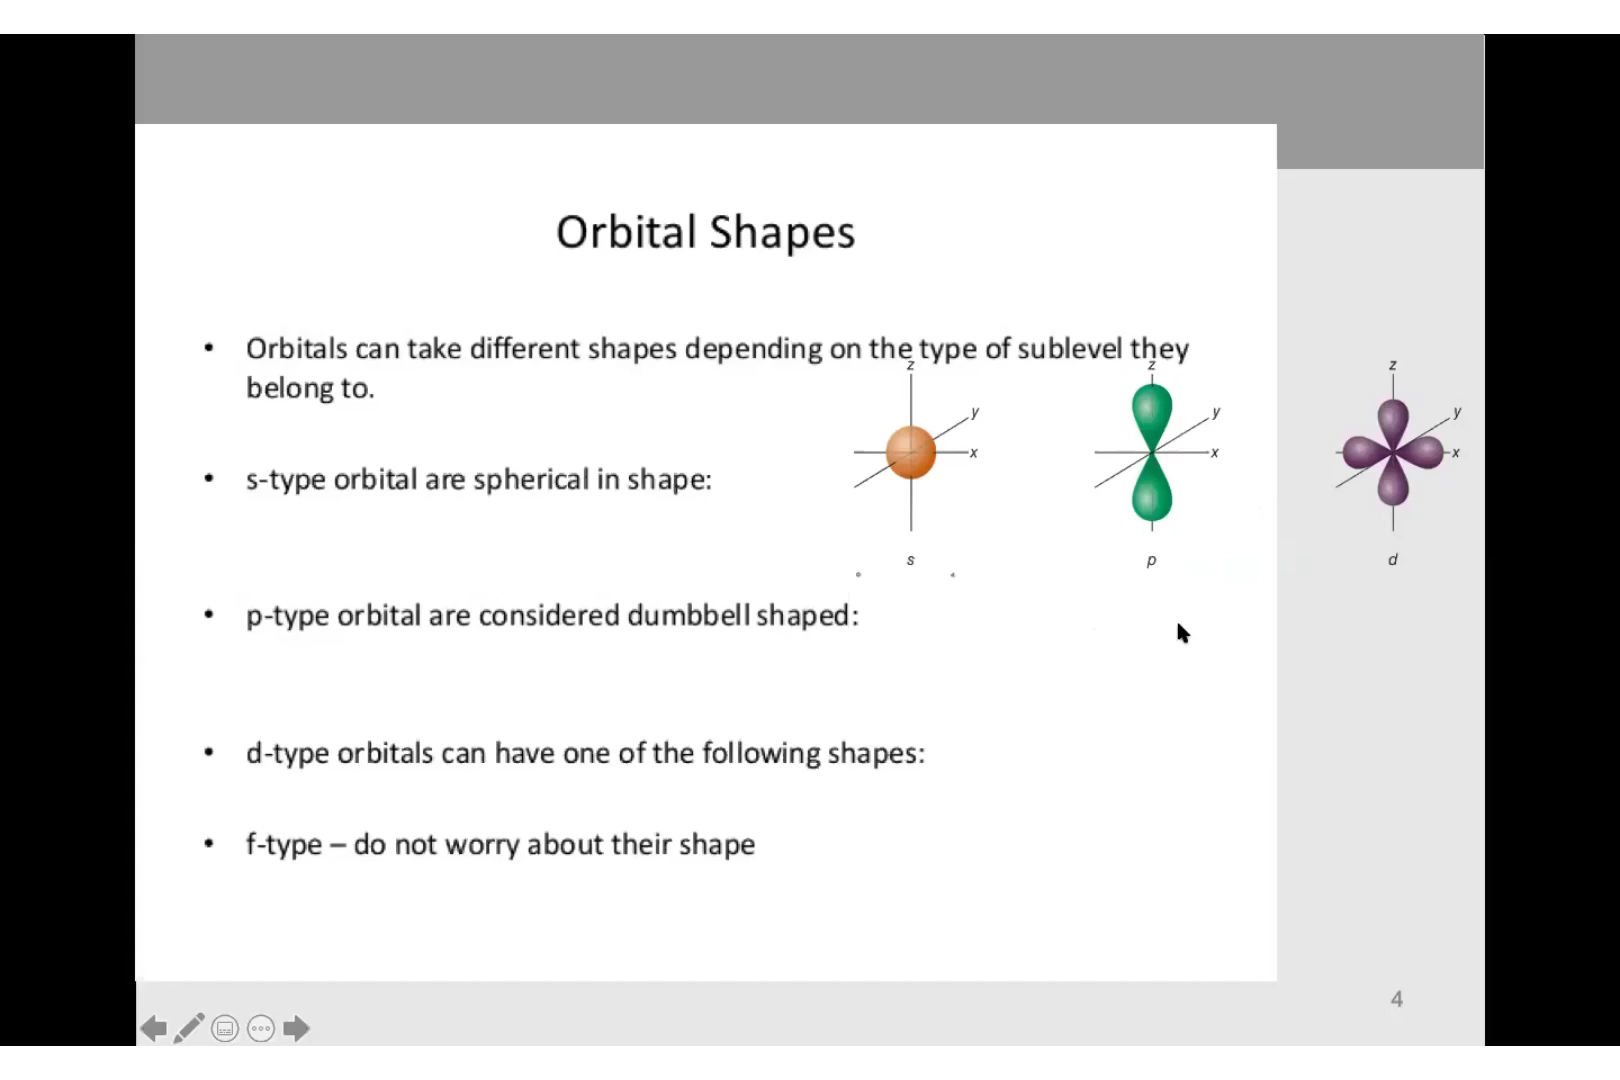 Orbital Shapes
• Orbitals can take different shapes depending on the type of sublevel they
belong to.
z
y
x
s
z
y
x
p
z
y
x
d
• s-type orbital are spherical in shape:
• p-type orbital are considered dumbbell shaped:
• d-type orbitals can have one of the following shapes:
• f-type – do not worry about their shape
4